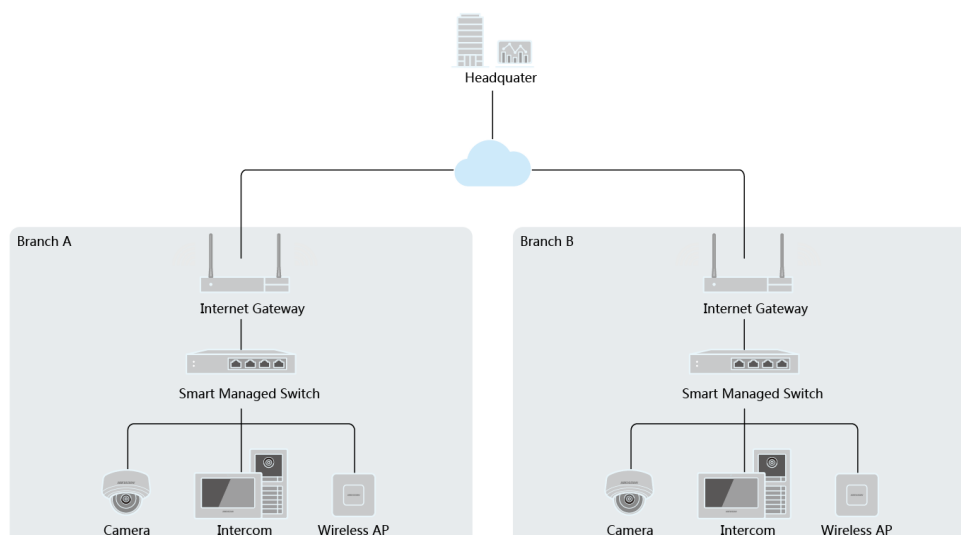 Headquater
Branch A
Branch B
Internet Gateway
Internet Gateway
Smart Managed Switch
Smart Managed Switch
Camera
Intercom
Wireless AP
Camera
Intercom
Wireless AP